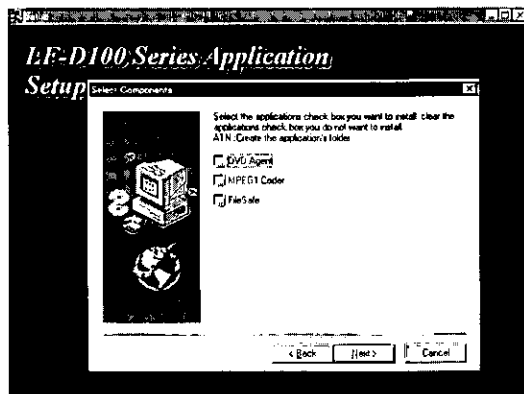 LF-D100 Series Application
Setup
Select Components
Select the applications check box you want to install, clear the
applications check box you do not want to install.
ATN :Create the application's folder
DVD Agent
MPEG1 Coder
FileSafe
< Back
Next >
Cancel